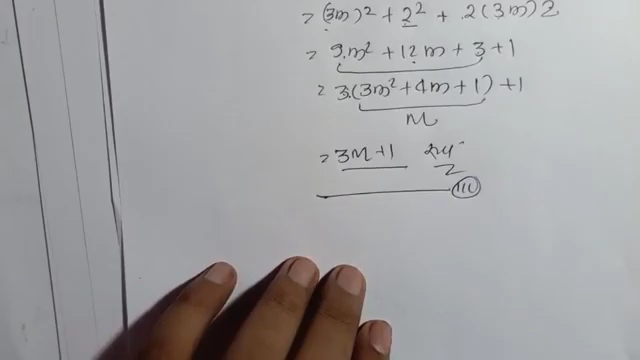 = (3m)² + 2² + 2(3m)2
= 9m² + 12m + 3 + 1
= 3(3m² + 4m + 1) + 1
M
= 3M + 1
III